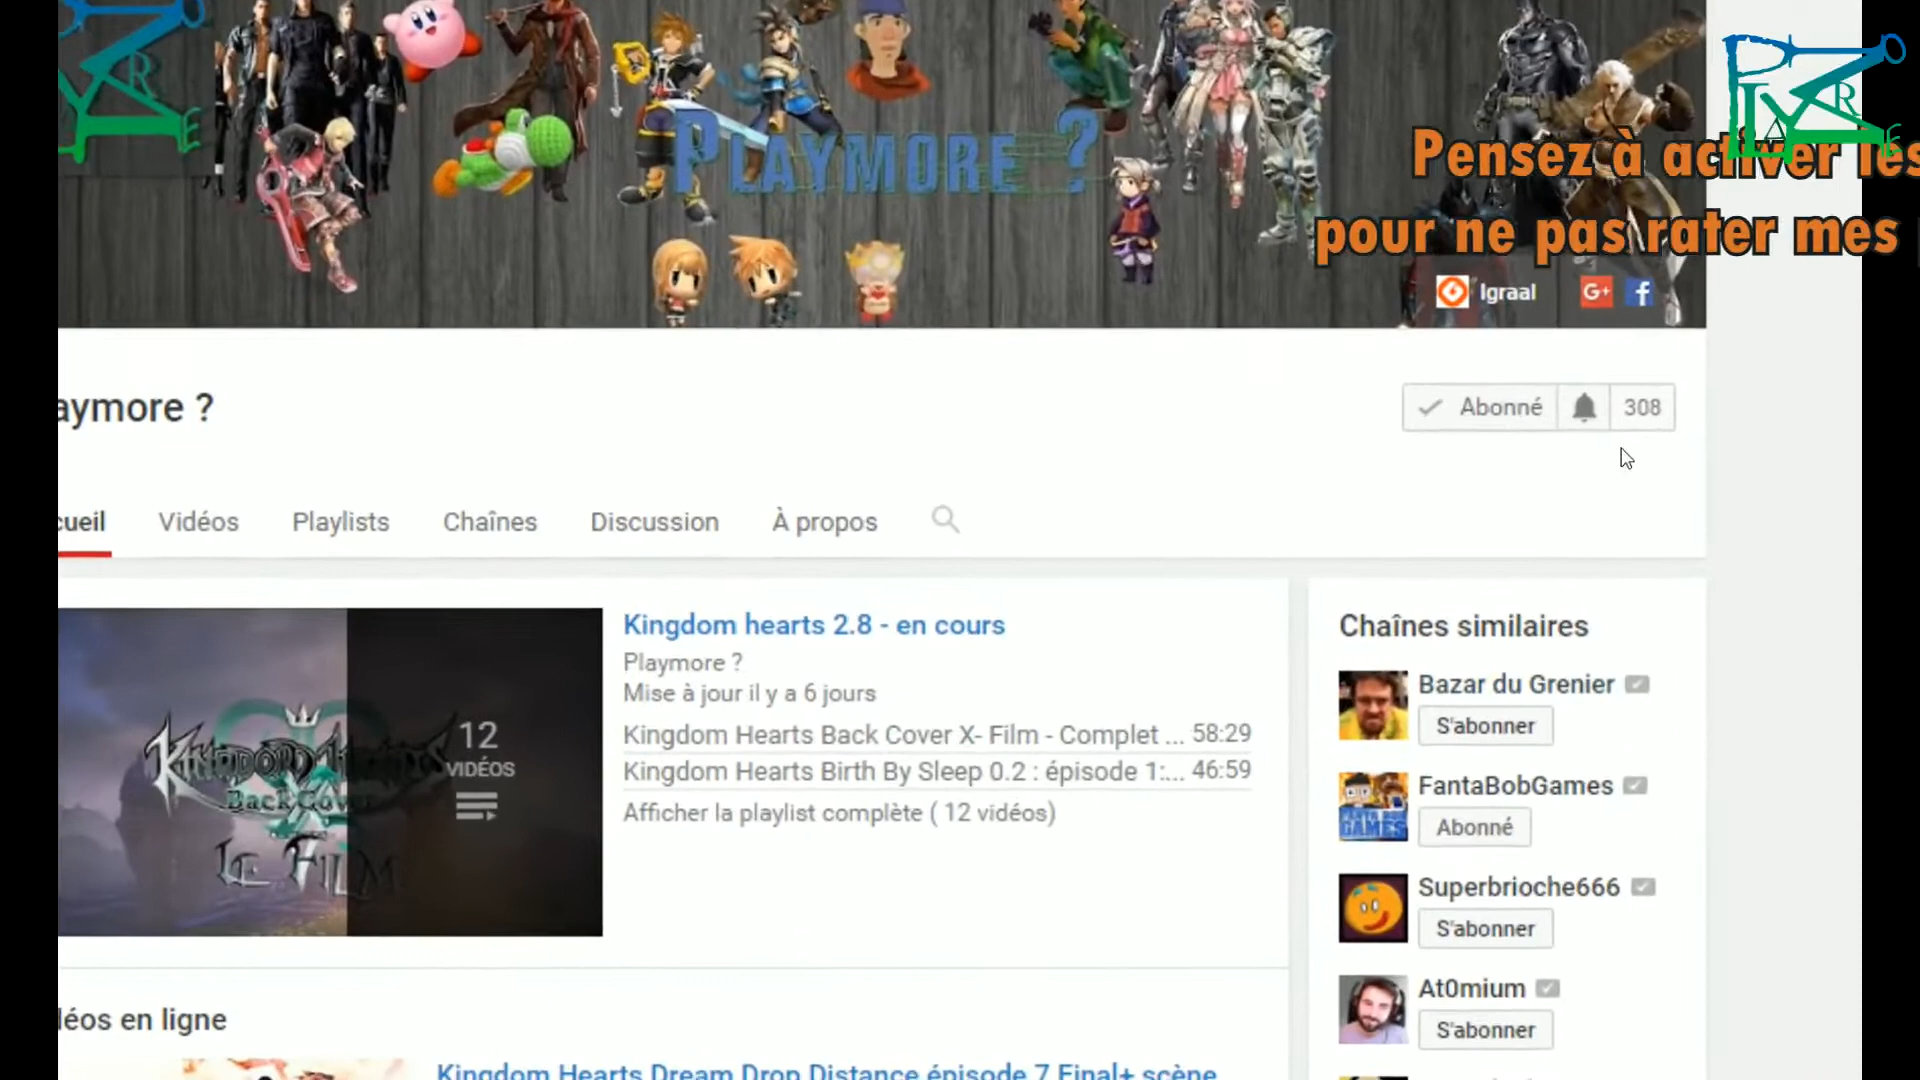 PLAYMORE ?
Pensez à activer les
pour ne pas rater mes
Igraal
G+
aymore ?
Abonné
308
cueil
Vidéos
Playlists
Chaînes
Discussion
À propos
Kingdom hearts 2.8 - en cours
Playmore ?
Mise à jour il y a 6 jours
Kingdom Hearts Back Cover X- Film - Complet ... 58:29
Kingdom Hearts Birth By Sleep 0.2 : épisode 1:... 46:59
Afficher la playlist complète ( 12 vidéos)
12
VIDÉOS
KINGDOM HEARTS
Back Cover
LE FILM
Chaînes similaires
Bazar du Grenier
S'abonner
FantaBobGames
Abonné
Superbrioche666
S'abonner
At0mium
S'abonner
léos en ligne
Kingdom Hearts Dream Drop Distance épisode 7 Final+ scène